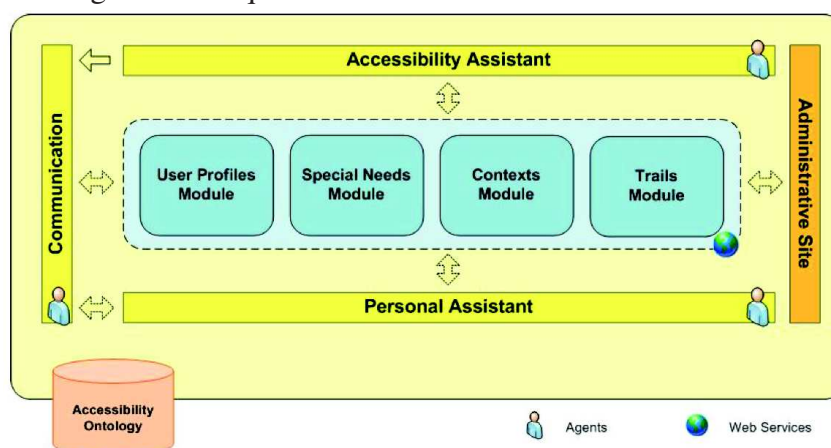 Accessibility Assistant
Communication
User Profiles
Module
Special Needs
Module
Contexts
Module
Trails
Module
Administrative Site
Personal Assistant
Accessibility
Ontology
Agents
Web Services